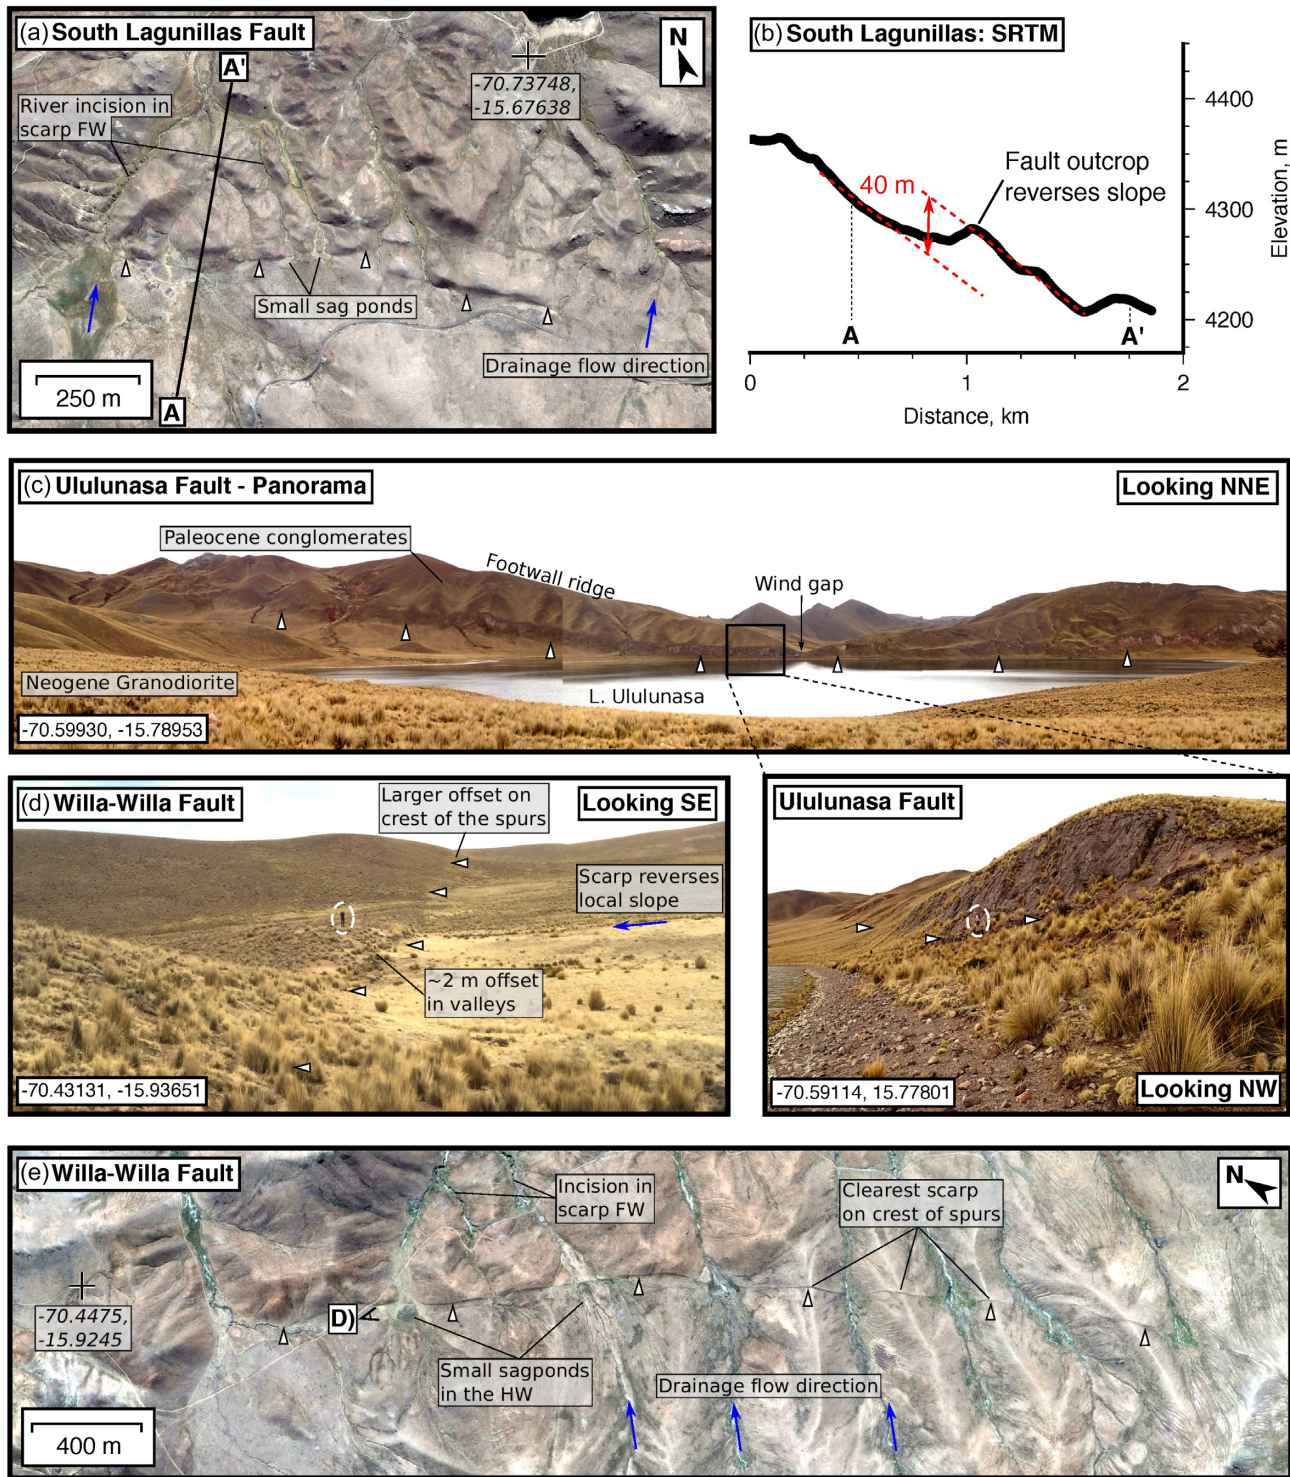 (a) South Lagunillas Fault
A'
N
-70.73748,
-15.67638
River incision in
scarp FW
Small sag ponds
Drainage flow direction
250 m
A
(b) South Lagunillas: SRTM
4400
4300
4200
Elevation, m
40 m
Fault outcrop
reverses slope
A
A'
0
1
2
Distance, km
(c) Ululunasa Fault - Panorama
Looking NNE
Paleocene conglomerates
Footwall ridge
Wind gap
Neogene Granodiorite
L. Ululunasa
-70.59930, -15.78953
(d) Willa-Willa Fault
Larger offset on
crest of the spurs
Looking SE
Scarp reverses
local slope
~2 m offset
in valleys
-70.43131, -15.93651
Ululunasa Fault
-70.59114, 15.77801
Looking NW
(e) Willa-Willa Fault
Incision in
scarp FW
Clearest scarp
on crest of spurs
N
-70.4475,
-15.9245
D)
Small sagponds
in the HW
Drainage flow direction
400 m